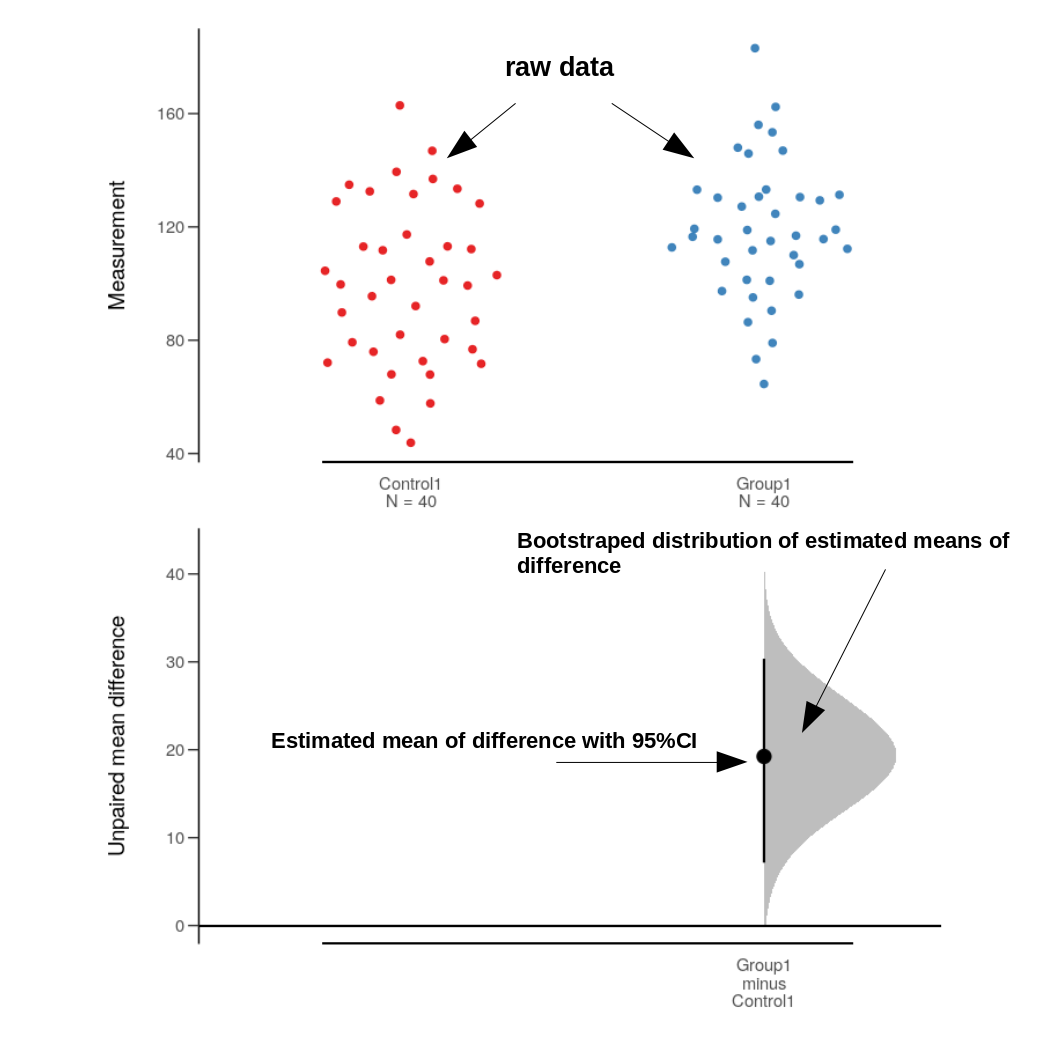 raw data
Measurement
160
120
80
40
Control1
N = 40
Group1
N = 40
Bootstraped distribution of estimated means of
difference
Unpaired mean difference
40
30
20
10
0
Estimated mean of difference with 95%CI
Group1
minus
Control1